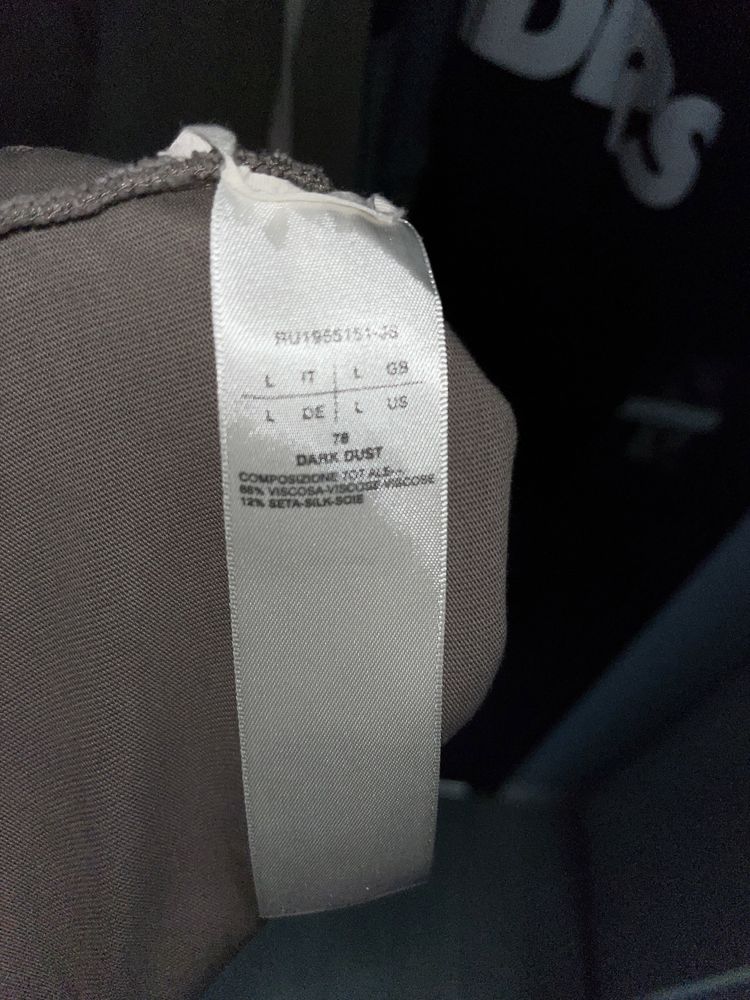 RU1955151-JS
L IT L GB
L DE L US
78
DARK DUST
COMPOSIZIONE TOTALE
88% VISCOSA-VISCOSE-VISCOSE
12% SETA-SILK-SOIE